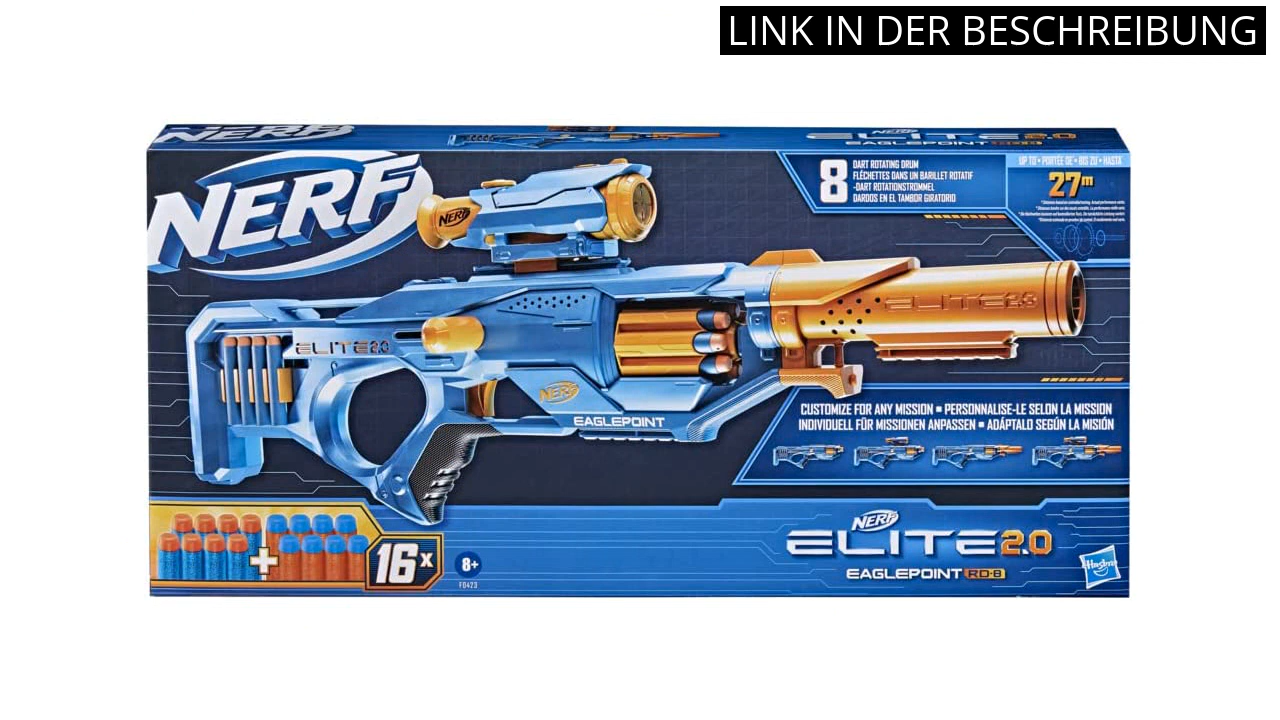 LINK IN DER BESCHREIBUNG
NERF
NERF
ELITE 2.0
EAGLEPOINT RD-8
NERF
8 DART ROTATING DRUM
FLÉCHETTES DANS UN BARILLET ROTATIF
-DART ROTATIONSTROMMEL
DARDOS EN EL TAMBOR GIRATORIO
UP TO • PORTÉE DE • BIS ZU • HASTA
27m
NERF
ELITE 2.0
ELITE 2.0
NERF
EAGLEPOINT
CUSTOMIZE FOR ANY MISSION ▪ PERSONNALISE-LE SELON LA MISSION
INDIVIDUELL FÜR MISSIONEN ANPASSEN ▪ ADÁPTALO SEGÚN LA MISIÓN
16x
8+
F0423
NERF
ELITE 2.0
EAGLEPOINT RD-8
Hasbro